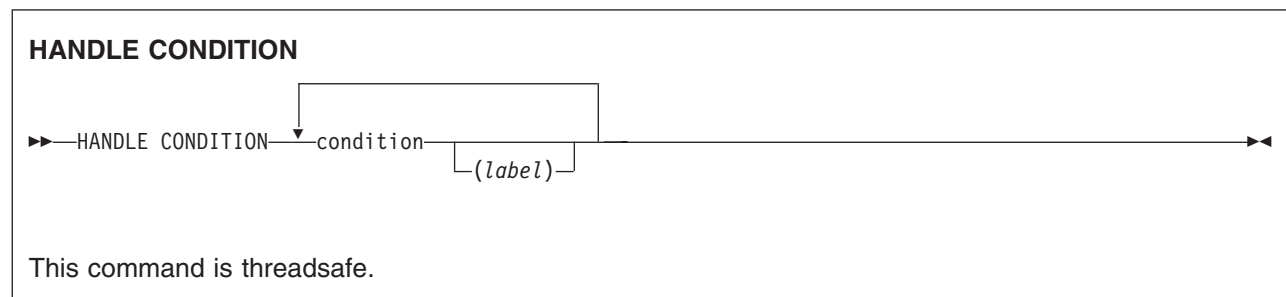 HANDLE CONDITION
HANDLE CONDITION condition
(label)
This command is threadsafe.